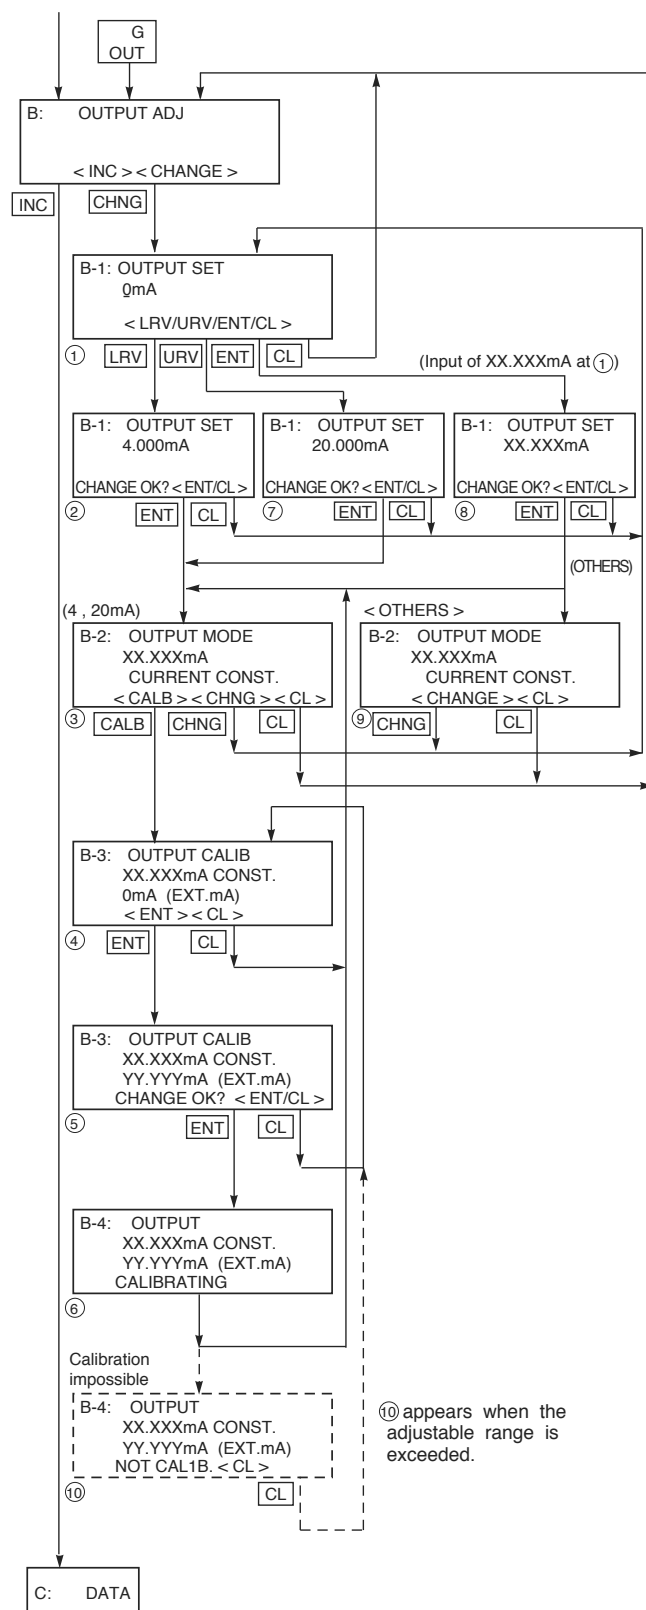 G
OUT
B: OUTPUT ADJ
< INC > < CHANGE >
INC
CHNG
B-1: OUTPUT SET
0mA
< LRV/URV/ENT/CL >
① LRV URV ENT CL
(Input of XX.XXXmA at ①)
B-1: OUTPUT SET
4.000mA
CHANGE OK? < ENT/CL >
② ENT CL
B-1: OUTPUT SET
20.000mA
CHANGE OK? < ENT/CL >
⑦ ENT CL
B-1: OUTPUT SET
XX.XXXmA
CHANGE OK? < ENT/CL >
⑧ ENT CL
(OTHERS)
(4 , 20mA)
B-2: OUTPUT MODE
XX.XXXmA
CURRENT CONST.
< CALB > < CHNG > < CL >
③ CALB CHNG CL
< OTHERS >
B-2: OUTPUT MODE
XX.XXXmA
CURRENT CONST.
< CHANGE > < CL >
⑨ CHNG CL
B-3: OUTPUT CALIB
XX.XXXmA CONST.
0mA (EXT.mA)
< ENT > < CL >
④ ENT CL
B-3: OUTPUT CALIB
XX.XXXmA CONST.
YY.YYYmA (EXT.mA)
CHANGE OK? < ENT/CL >
⑤ ENT CL
B-4: OUTPUT
XX.XXXmA CONST.
YY.YYYmA (EXT.mA)
CALIBRATING
⑥
Calibration
impossible
B-4: OUTPUT
XX.XXXmA CONST.
YY.YYYmA (EXT.mA)
NOT CAL1B. < CL >
⑩ CL
⑩ appears when the
adjustable range is
exceeded.
C: DATA